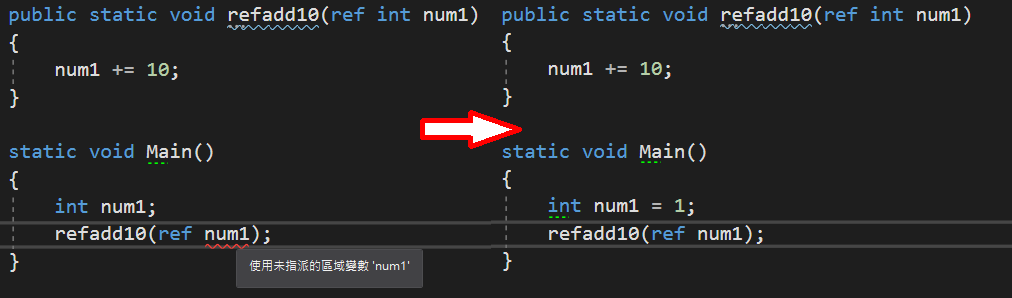 public static void refadd10(ref int num1)
{
    num1 += 10;
}
static void Main()
{
    int num1;
    refadd10(ref num1);
}
使用未指派的區域變數 'num1'
public static void refadd10(ref int num1)
{
    num1 += 10;
}
static void Main()
{
    int num1 = 1;
    refadd10(ref num1);
}